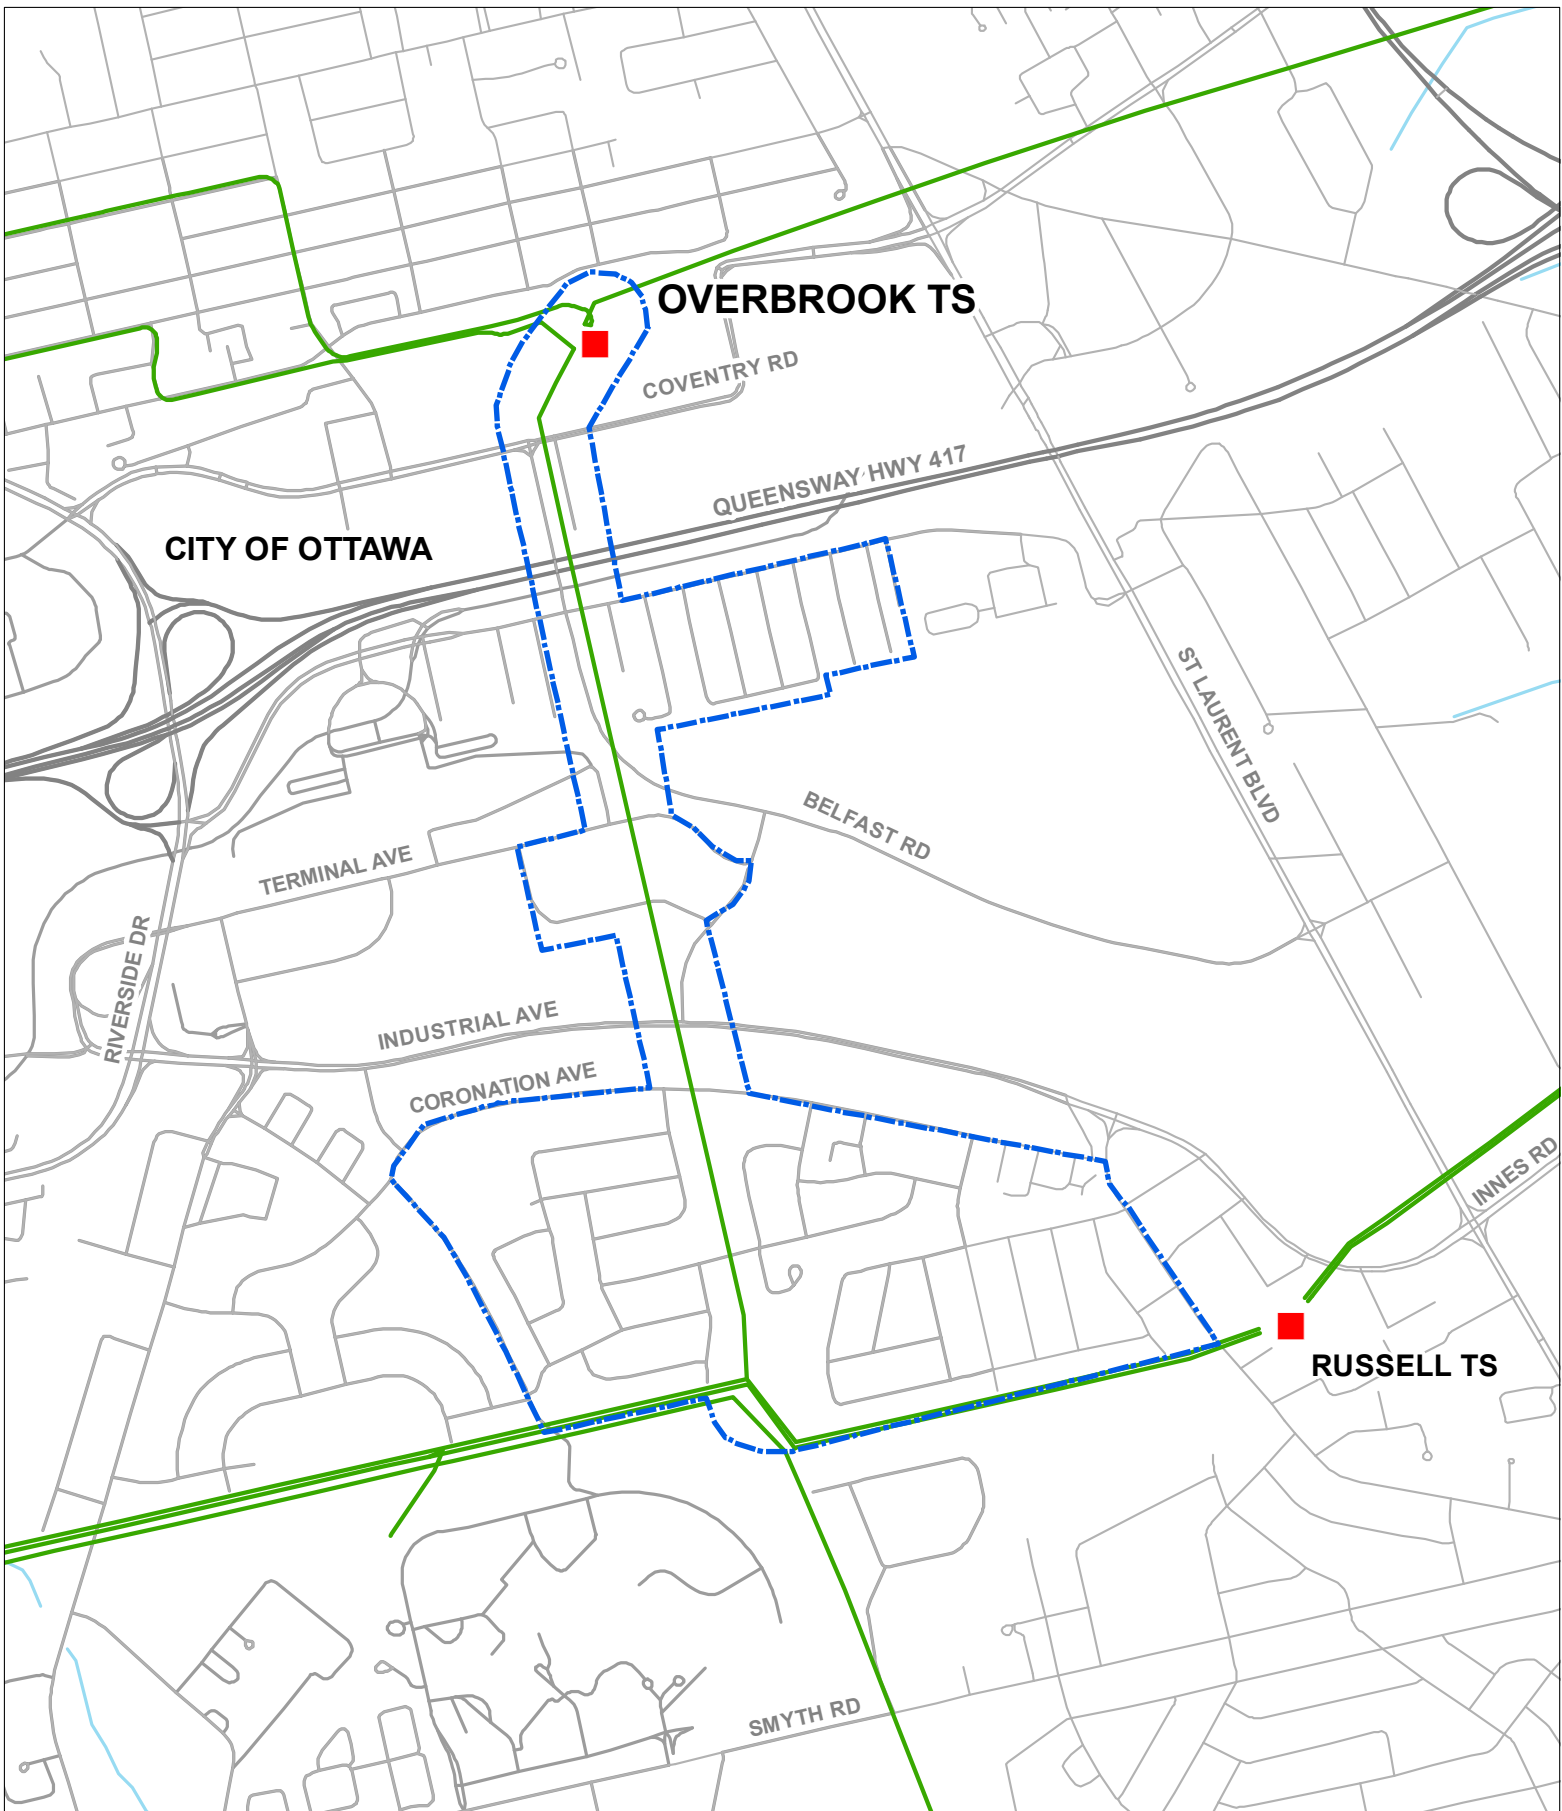 OVERBROOK TS
COVENTRY RD
QUEENSWAY HWY 417
CITY OF OTTAWA
ST LAURENT BLVD
BELFAST RD
TERMINAL AVE
RIVERSIDE DR
INDUSTRIAL AVE
CORONATION AVE
INNES RD
RUSSELL TS
SMYTH RD